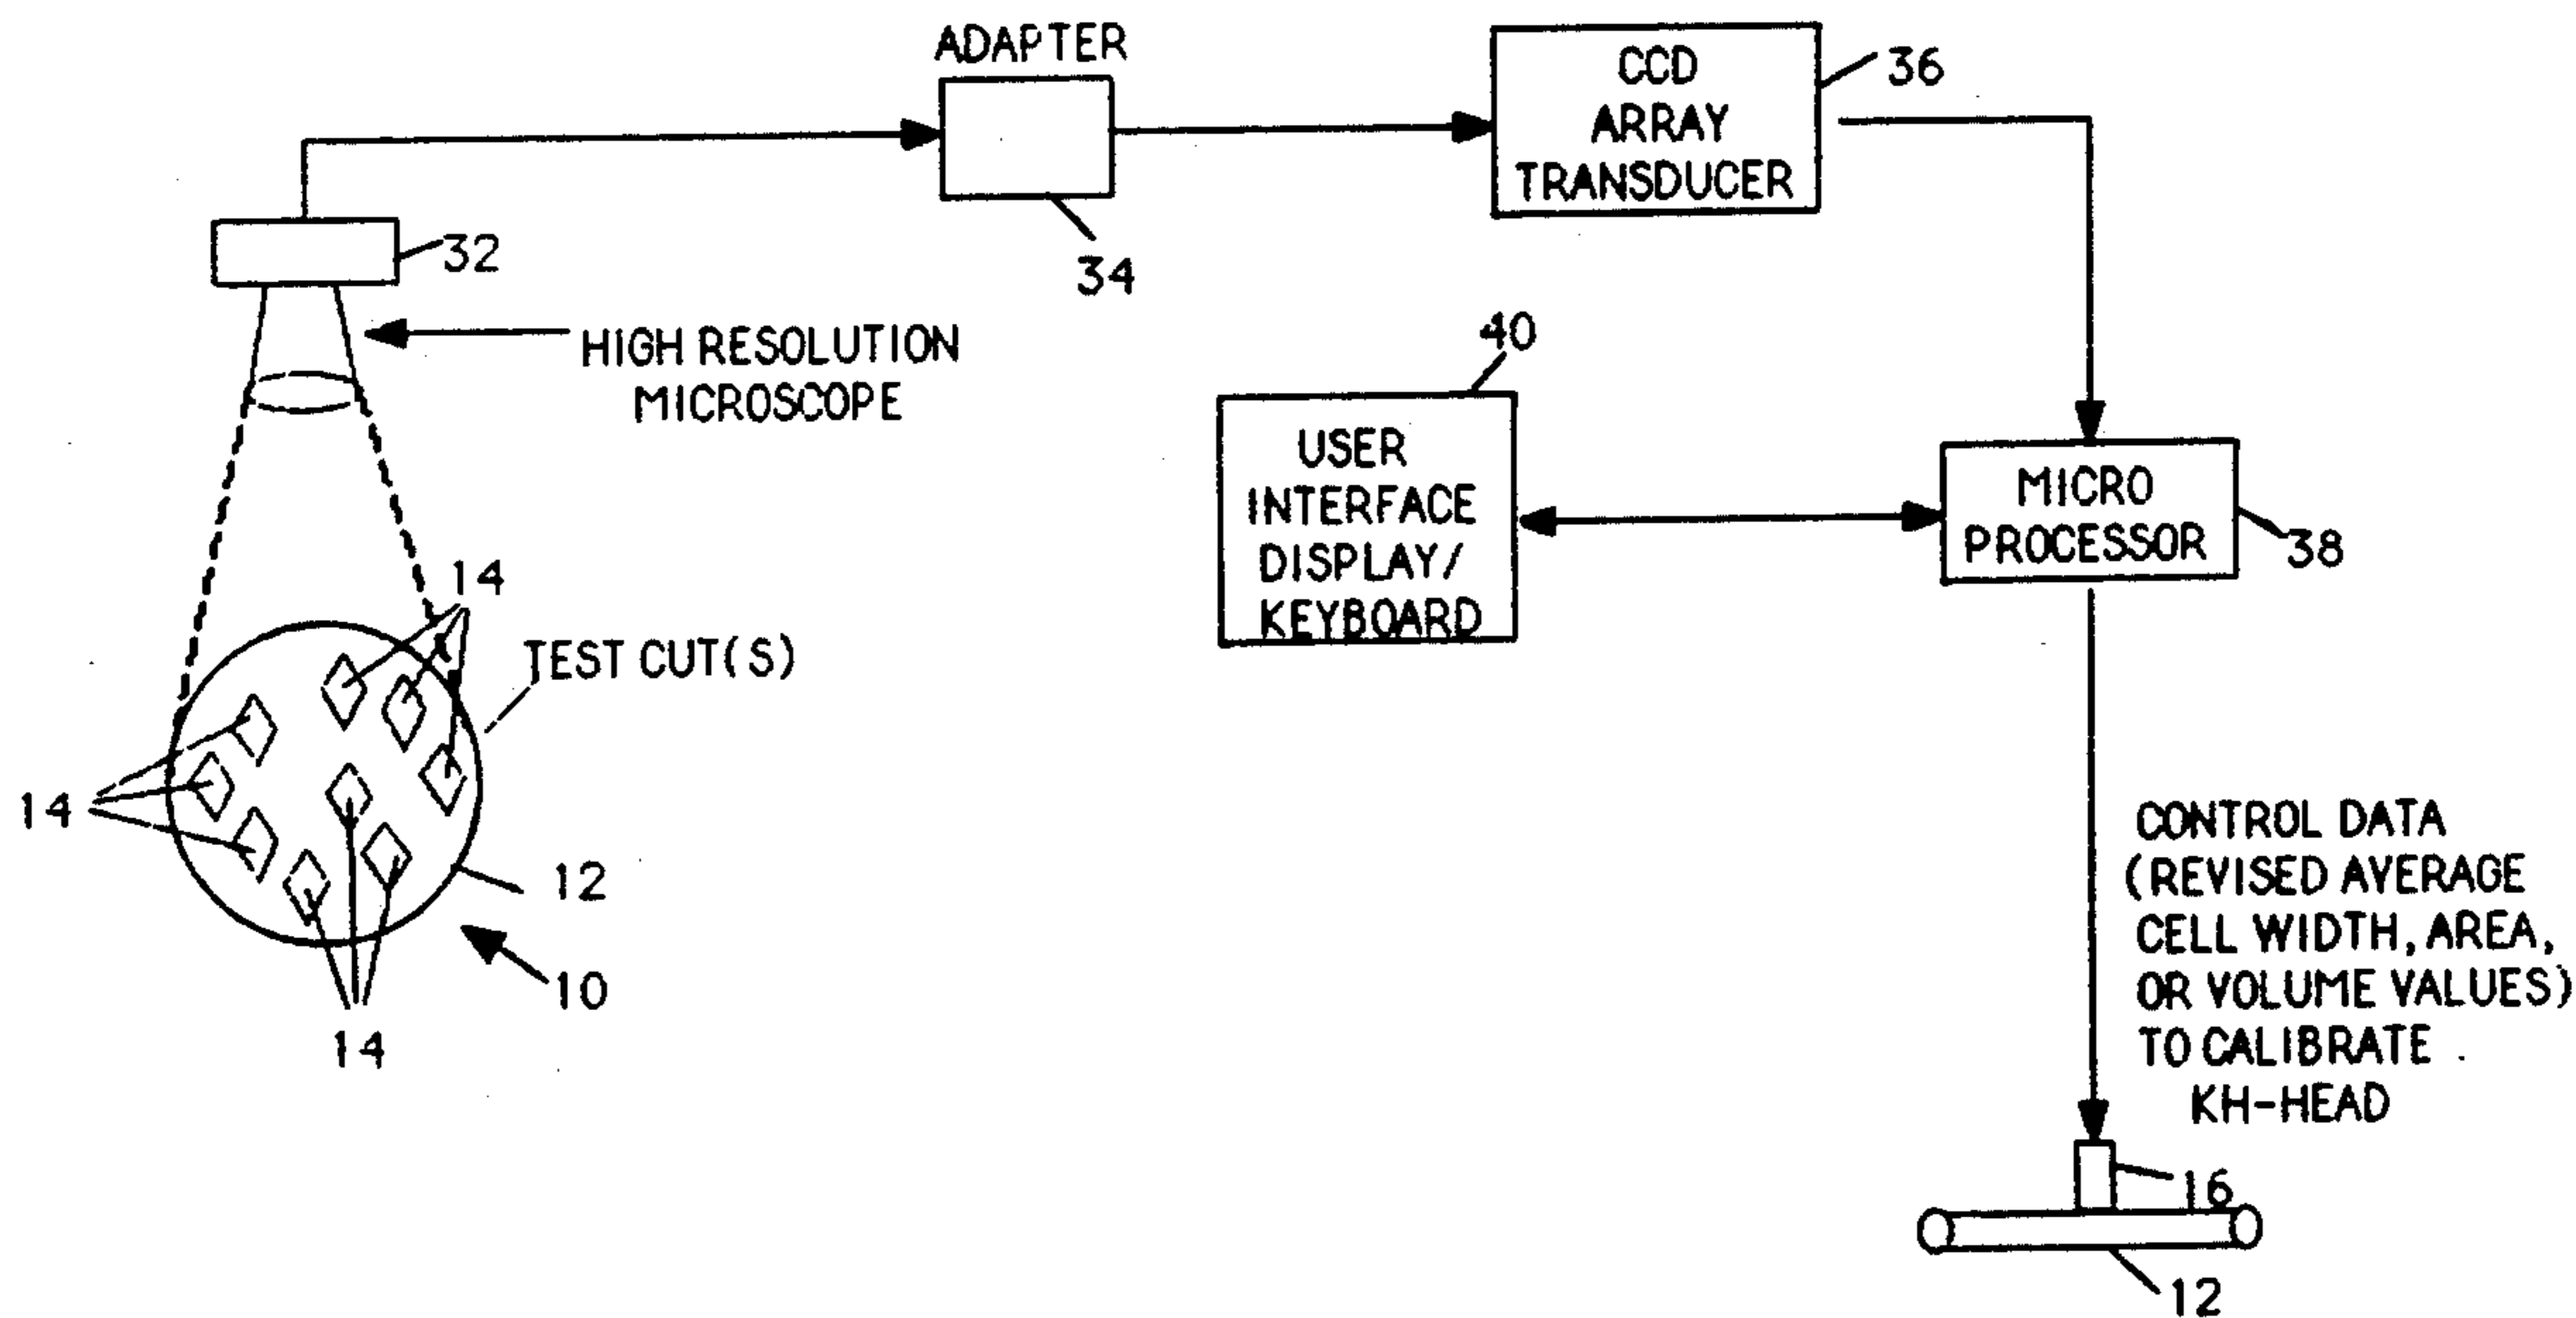 ADAPTER
34
CCD
ARRAY
TRANSDUCER
36
32
HIGH RESOLUTION
MICROSCOPE
40
USER
INTERFACE
DISPLAY/
KEYBOARD
MICRO
PROCESSOR
38
14
TEST CUT(S)
14
12
10
14
CONTROL DATA
(REVISED AVERAGE
CELL WIDTH, AREA,
OR VOLUME VALUES)
TO CALIBRATE
KH-HEAD
16
12